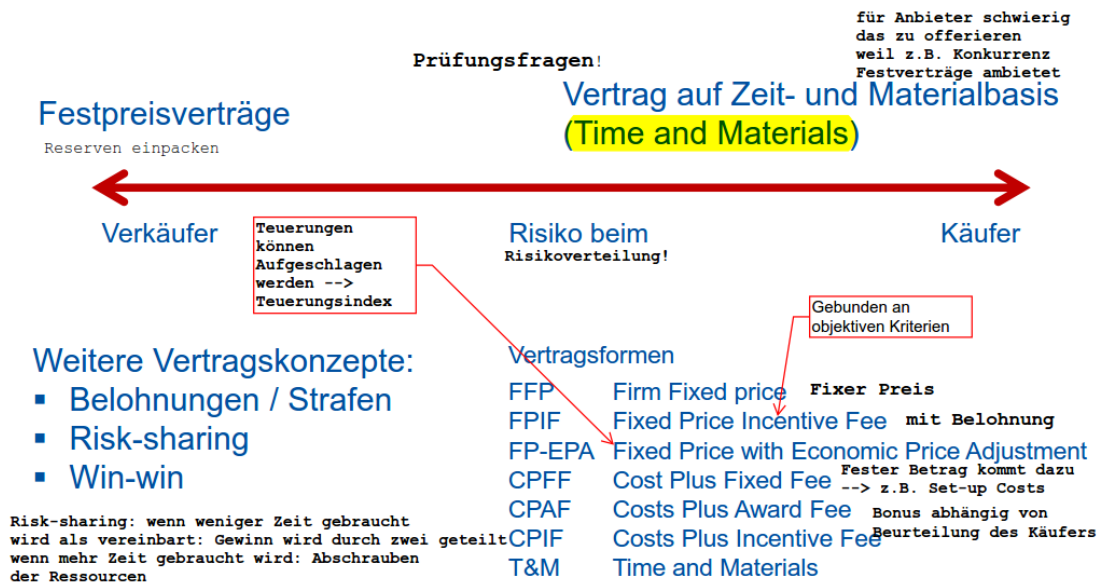 für Anbieter schwierig
das zu offerieren
weil z.B. Konkurrenz
Festverträge ambietet
Prüfungsfragen!
Festpreisverträge
Reserven einpacken
Vertrag auf Zeit- und Materialbasis
(Time and Materials)
Verkäufer
Risiko beim
Risikoverteilung!
Käufer
Teuerungen
können
Aufgeschlagen
werden -->
Teuerungsindex
Gebunden an
objektiven Kriterien
Weitere Vertragskonzepte:
▪ Belohnungen / Strafen
▪ Risk-sharing
▪ Win-win
Risk-sharing: wenn weniger Zeit gebraucht
wird als vereinbart: Gewinn wird durch zwei geteilt
wenn mehr Zeit gebraucht wird: Abschrauben
der Ressourcen
Vertragsformen
FFP Firm Fixed price Fixer Preis
FPIF Fixed Price Incentive Fee mit Belohnung
FP-EPA Fixed Price with Economic Price Adjustment
CPFF Cost Plus Fixed Fee Fester Betrag kommt dazu
--> z.B. Set-up Costs
CPAF Costs Plus Award Fee Bonus abhängig von
Beurteilung des Käufers
CPIF Costs Plus Incentive Fee
T&M Time and Materials